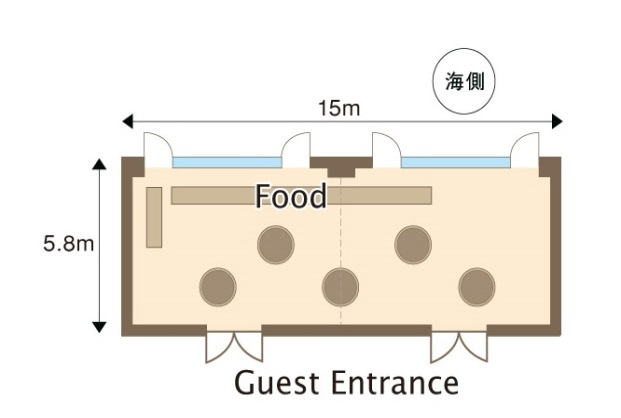 海側
15m
Food
5.8m
Guest Entrance